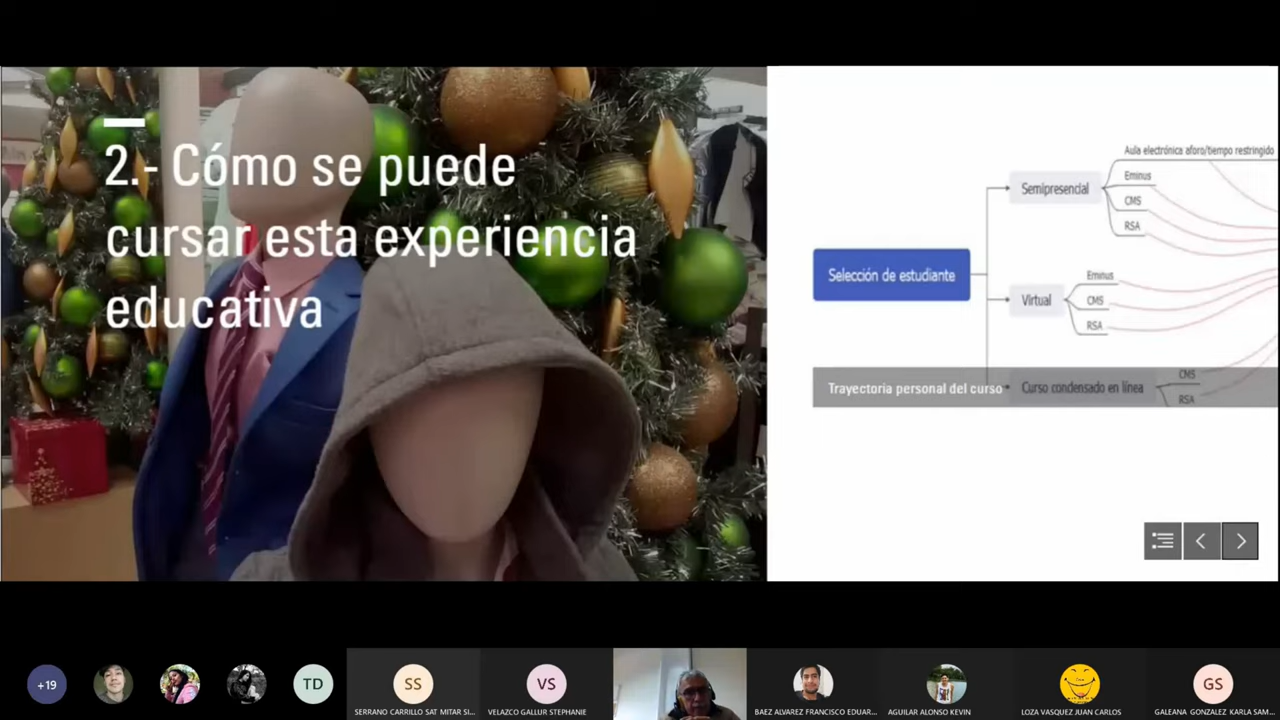 2.- Cómo se puede
cursar esta experiencia
educativa
Aula electrónica aforo/tiempo restringido
Semipresencial
Eminus
CMS
RSA
Selección de estudiante
Virtual
Eminus
CMS
RSA
Trayectoria personal del curso
Curso condensado en línea
CMS
RSA
+19
TD
SS
SERRANO CARRILLO SAT MITAR SI...
VS
VELAZCO GALLUR STEPHANIE
BAEZ ALVAREZ FRANCISCO EDUAR...
AGUILAR ALONSO KEVIN
LOZA VASQUEZ JUAN CARLOS
GS
GALEANA GONZALEZ KARLA SAM...